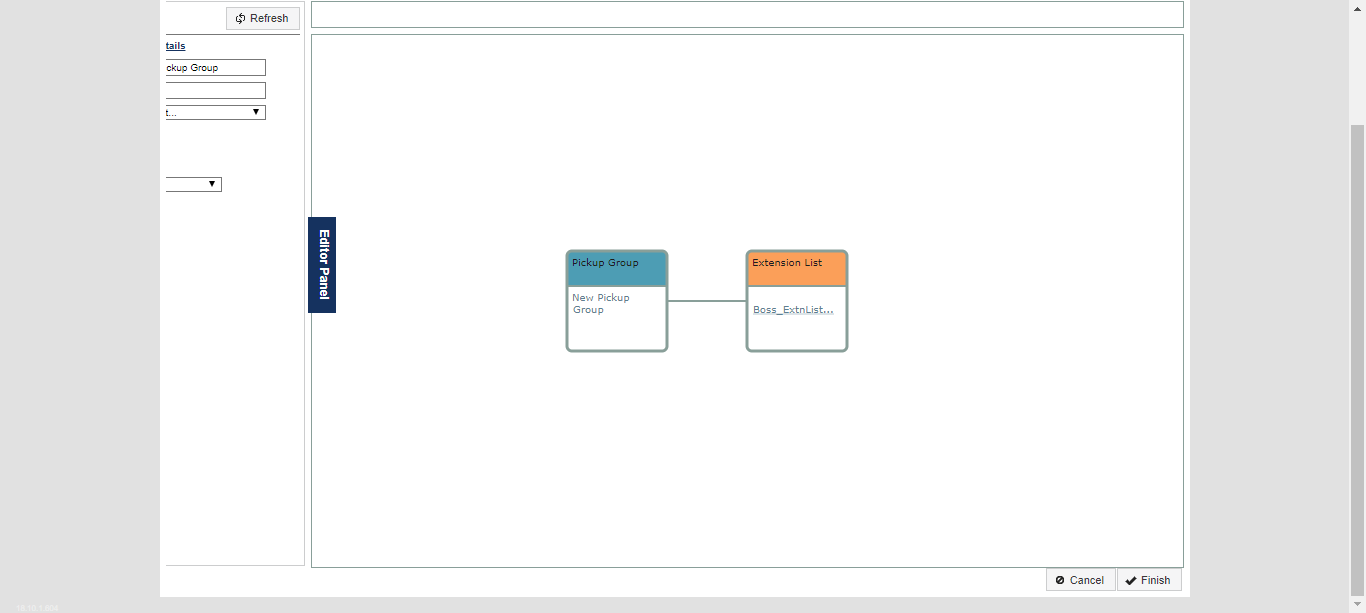 Refresh
tails
ckup Group
t...
Editor Panel
Pickup Group
New Pickup
Group
Extension List
Boss_ExtnList...
Cancel
Finish